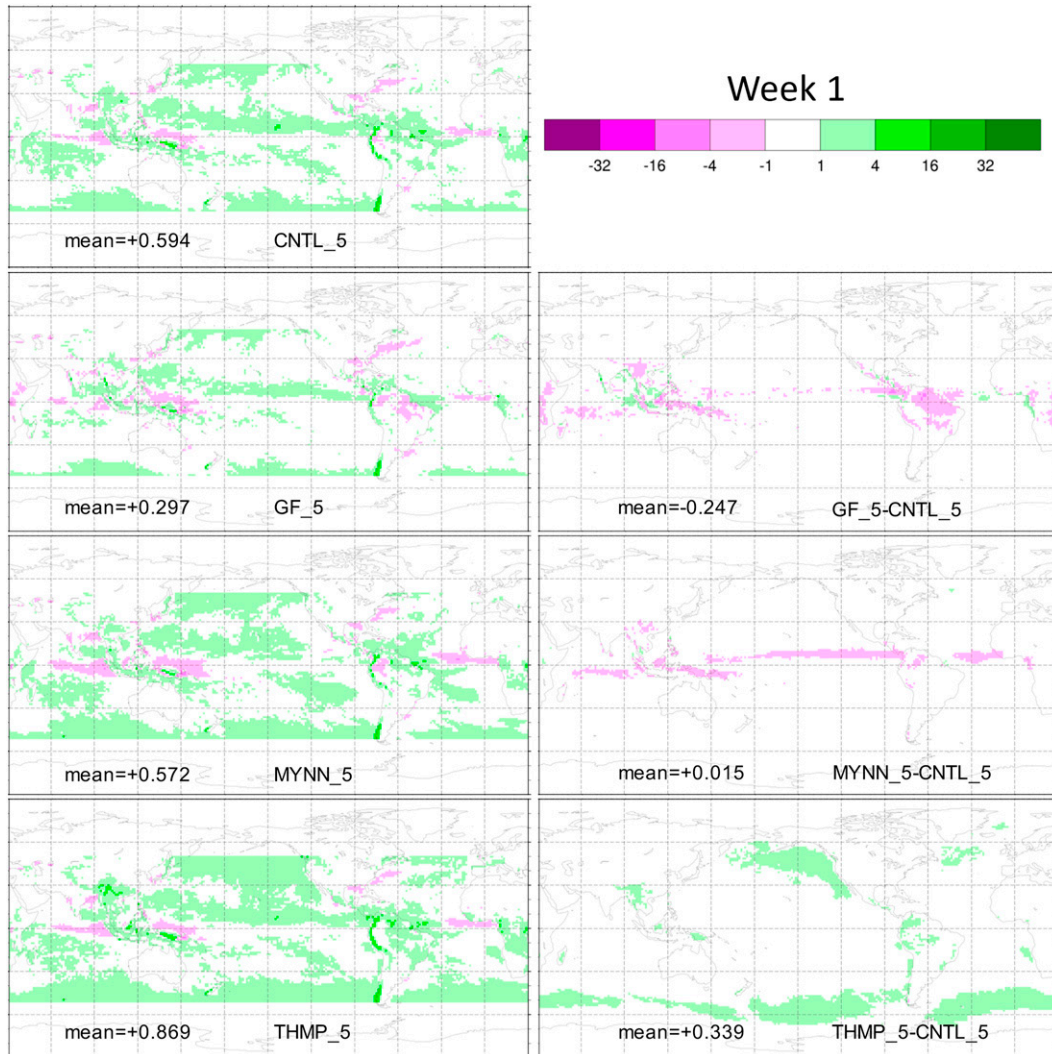 Week 1
-32 -16 -4 -1 1 4 16 32
mean=+0.594 CNTL_5
mean=+0.297 GF_5
mean=-0.247 GF_5-CNTL_5
mean=+0.572 MYNN_5
mean=+0.015 MYNN_5-CNTL_5
mean=+0.869 THMP_5
mean=+0.339 THMP_5-CNTL_5